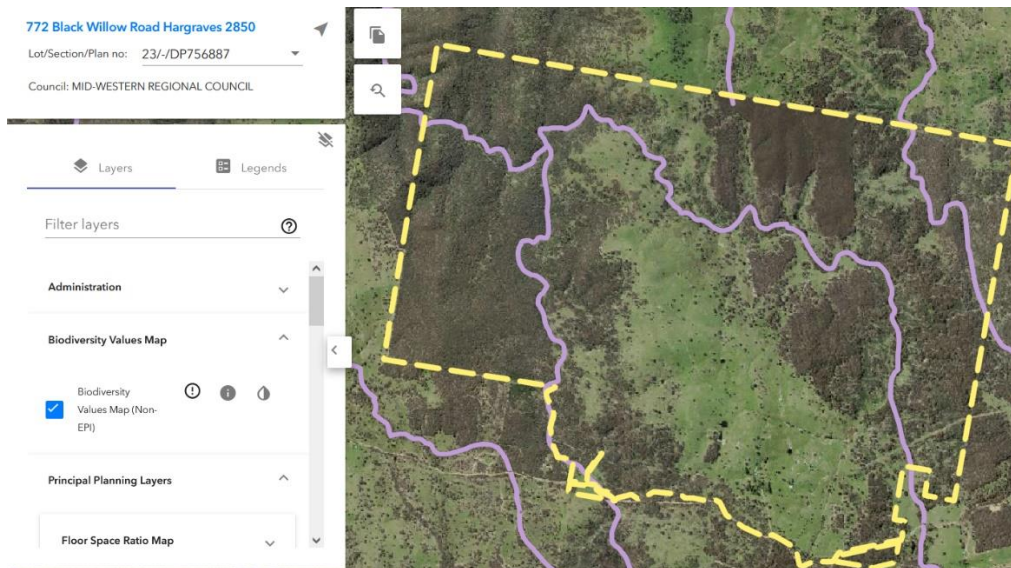 772 Black Willow Road Hargraves 2850
Lot/Section/Plan no: 23/-/DP756887
Council: MID-WESTERN REGIONAL COUNCIL
Layers
Legends
Filter layers
Administration
Biodiversity Values Map
Biodiversity
Values Map (Non-
EPI)
Principal Planning Layers
Floor Space Ratio Map